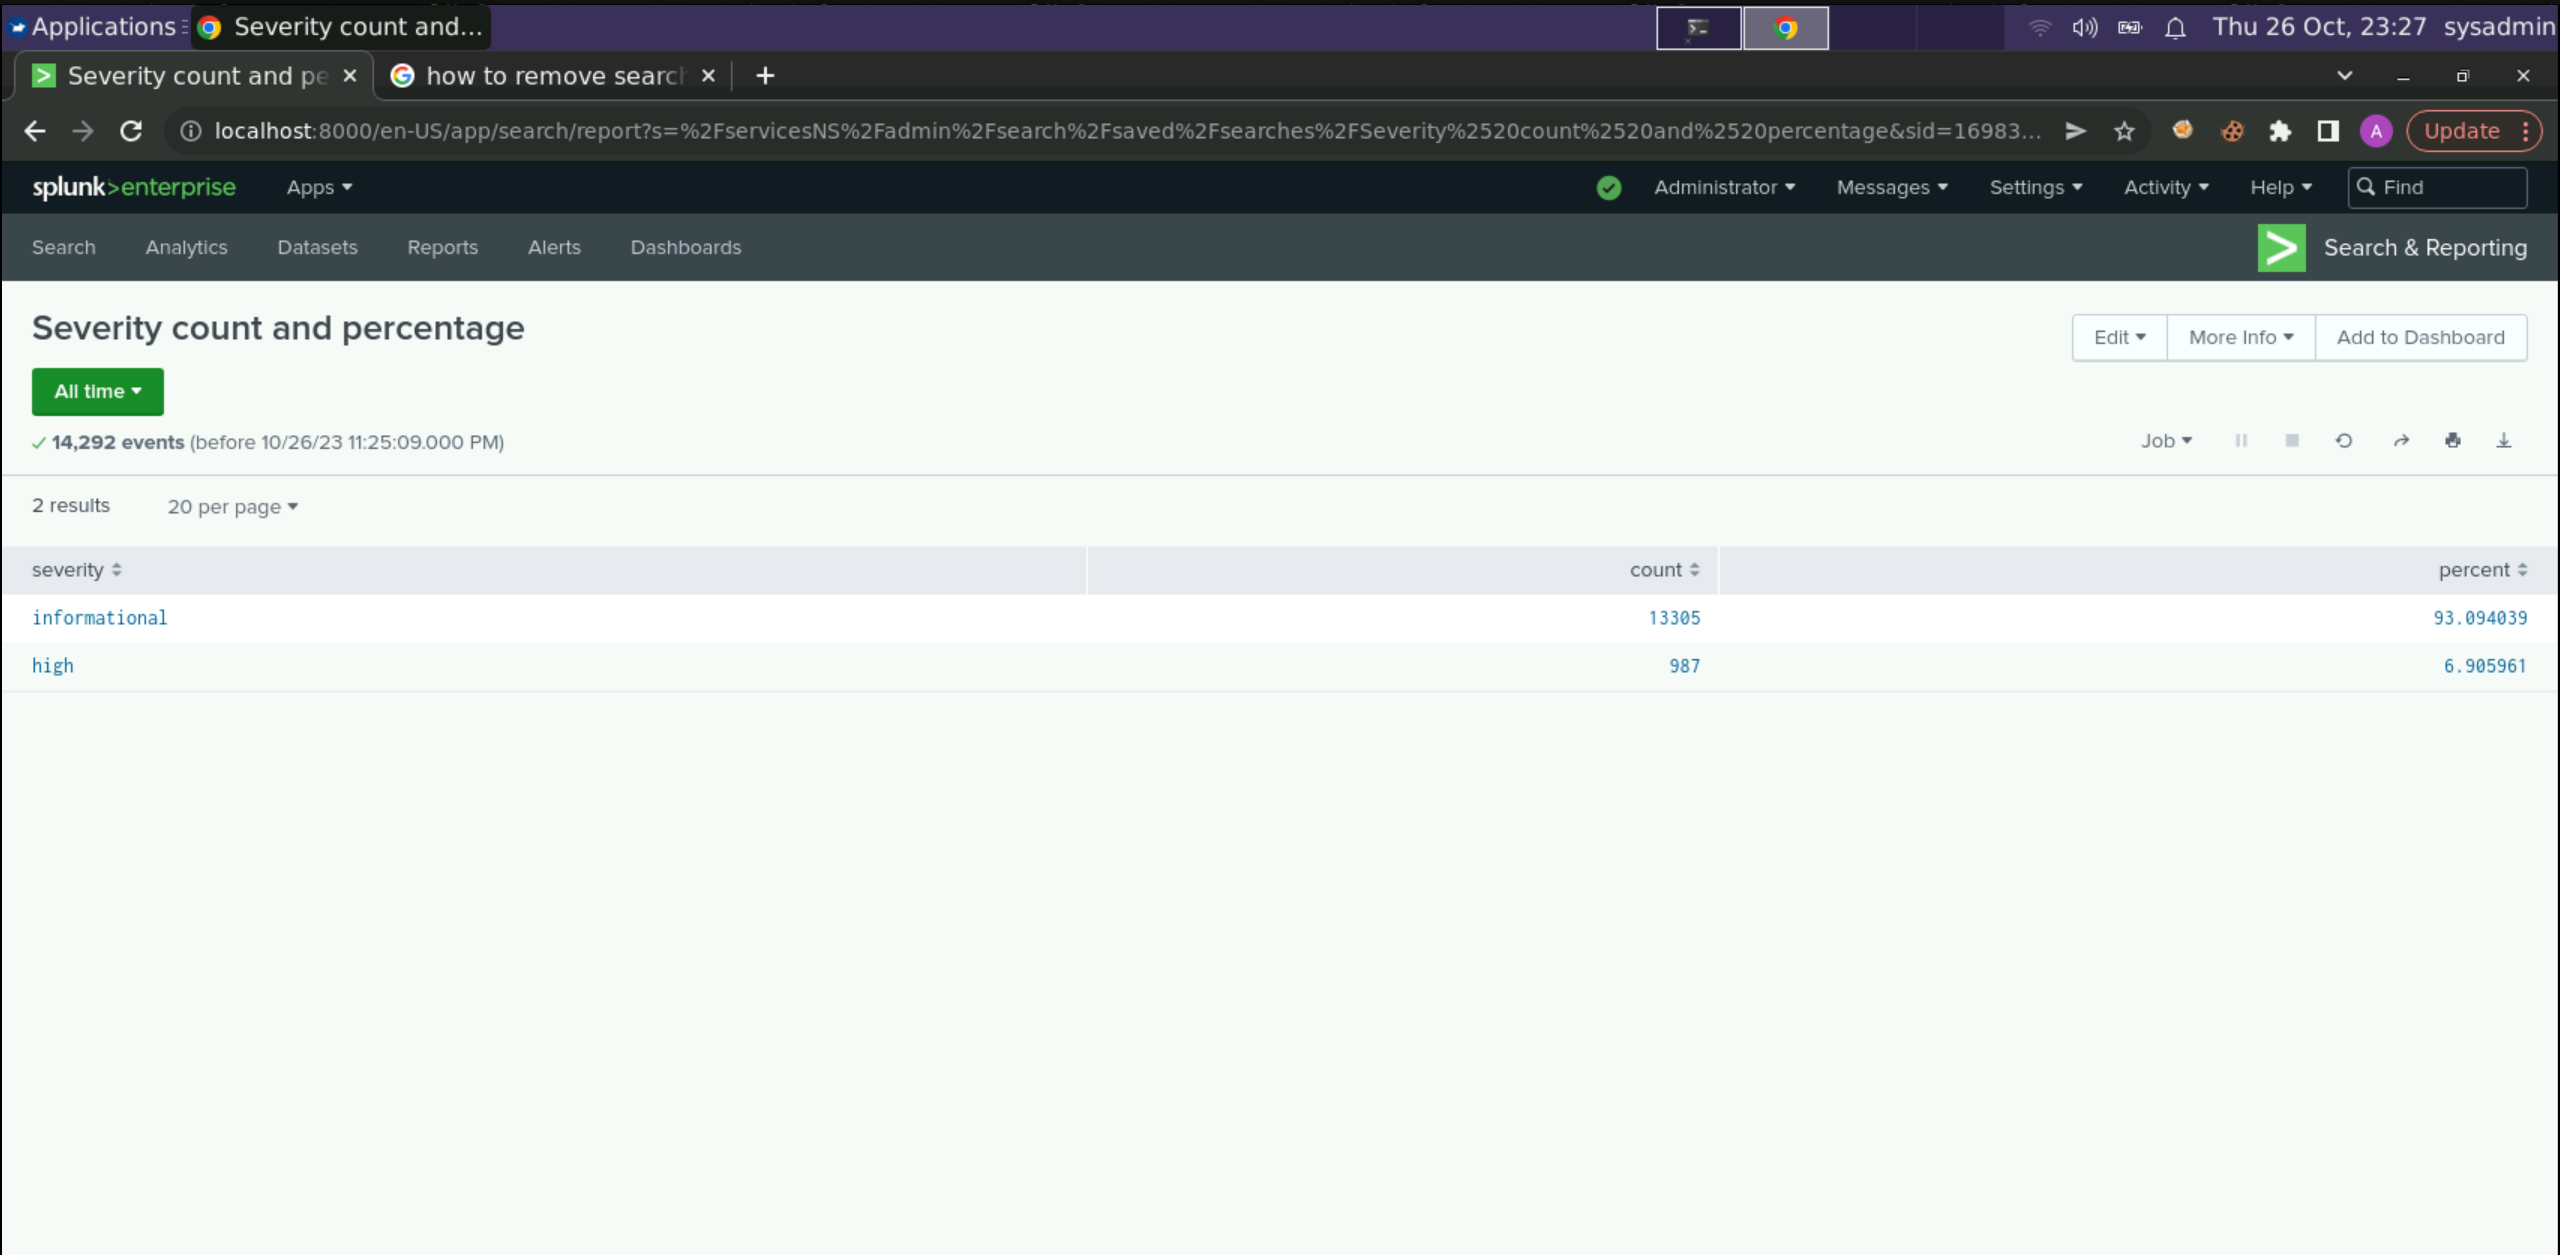 Applications
Severity count and...
Thu 26 Oct, 23:27 sysadmin
Severity count and pe
how to remove searc
localhost:8000/en-US/app/search/report?s=%2FservicesNS%2Fadmin%2Fsearch%2Fsaved%2Fsearches%2FSeverity%2520count%2520and%2520percentage&sid=16983...
A
Update
splunk>enterprise
Apps
Administrator
Messages
Settings
Activity
Help
Find
Search
Analytics
Datasets
Reports
Alerts
Dashboards
Search & Reporting
Severity count and percentage
Edit
More Info
Add to Dashboard
All time
14,292 events (before 10/26/23 11:25:09.000 PM)
Job
2 results
20 per page
severity count percent
informational 13305 93.094039
high 987 6.905961